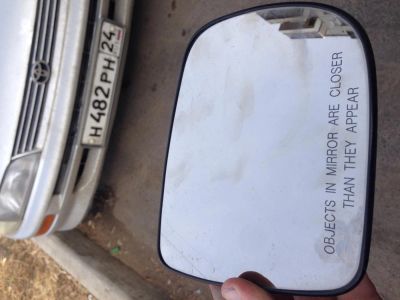 Н482РН 24
OBJECTS IN MIRROR ARE CLOSER
THAN THEY APPEAR